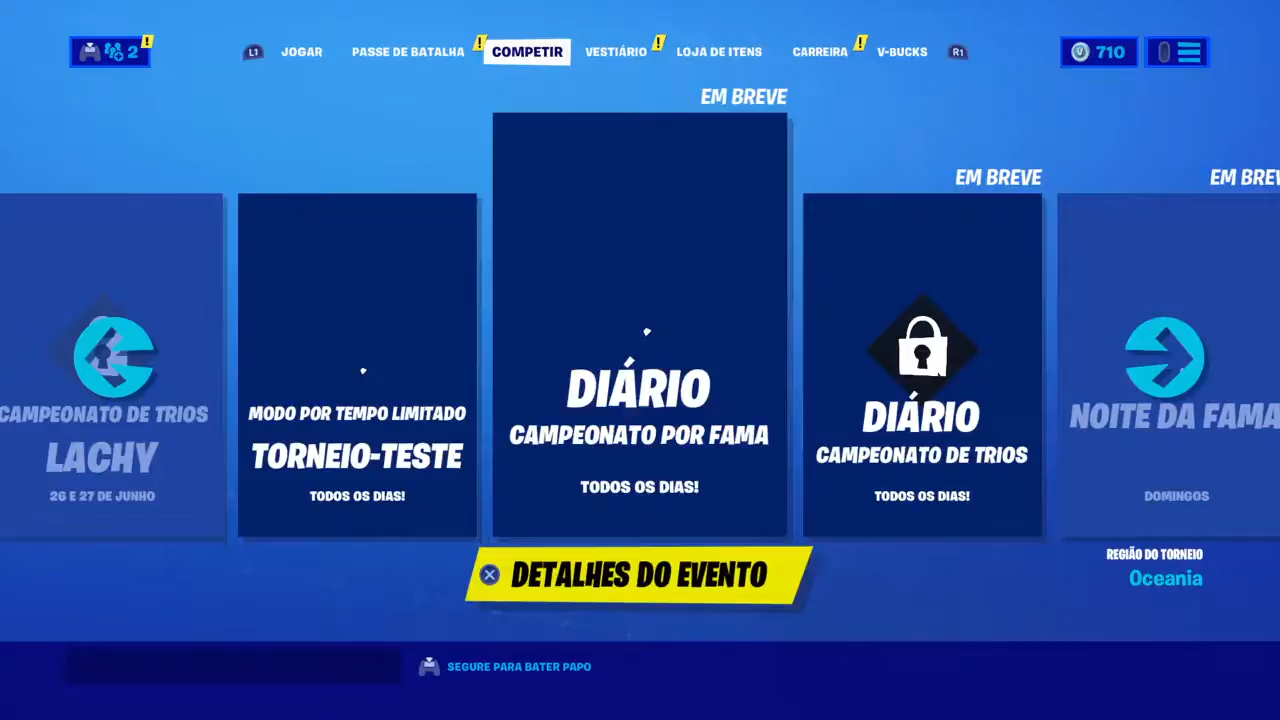 2
L1
JOGAR
PASSE DE BATALHA
COMPETIR
VESTIÁRIO
LOJA DE ITENS
CARREIRA
V-BUCKS
R1
710
EM BREVE
EM BREVE
EM BREV
CAMPEONATO DE TRIOS
LACHY
26 E 27 DE JUNHO
MODO POR TEMPO LIMITADO
TORNEIO-TESTE
TODOS OS DIAS!
DIÁRIO
CAMPEONATO POR FAMA
TODOS OS DIAS!
DIÁRIO
CAMPEONATO DE TRIOS
TODOS OS DIAS!
NOITE DA FAMA
DOMINGOS
DETALHES DO EVENTO
REGIÃO DO TORNEIO
Oceania
SEGURE PARA BATER PAPO